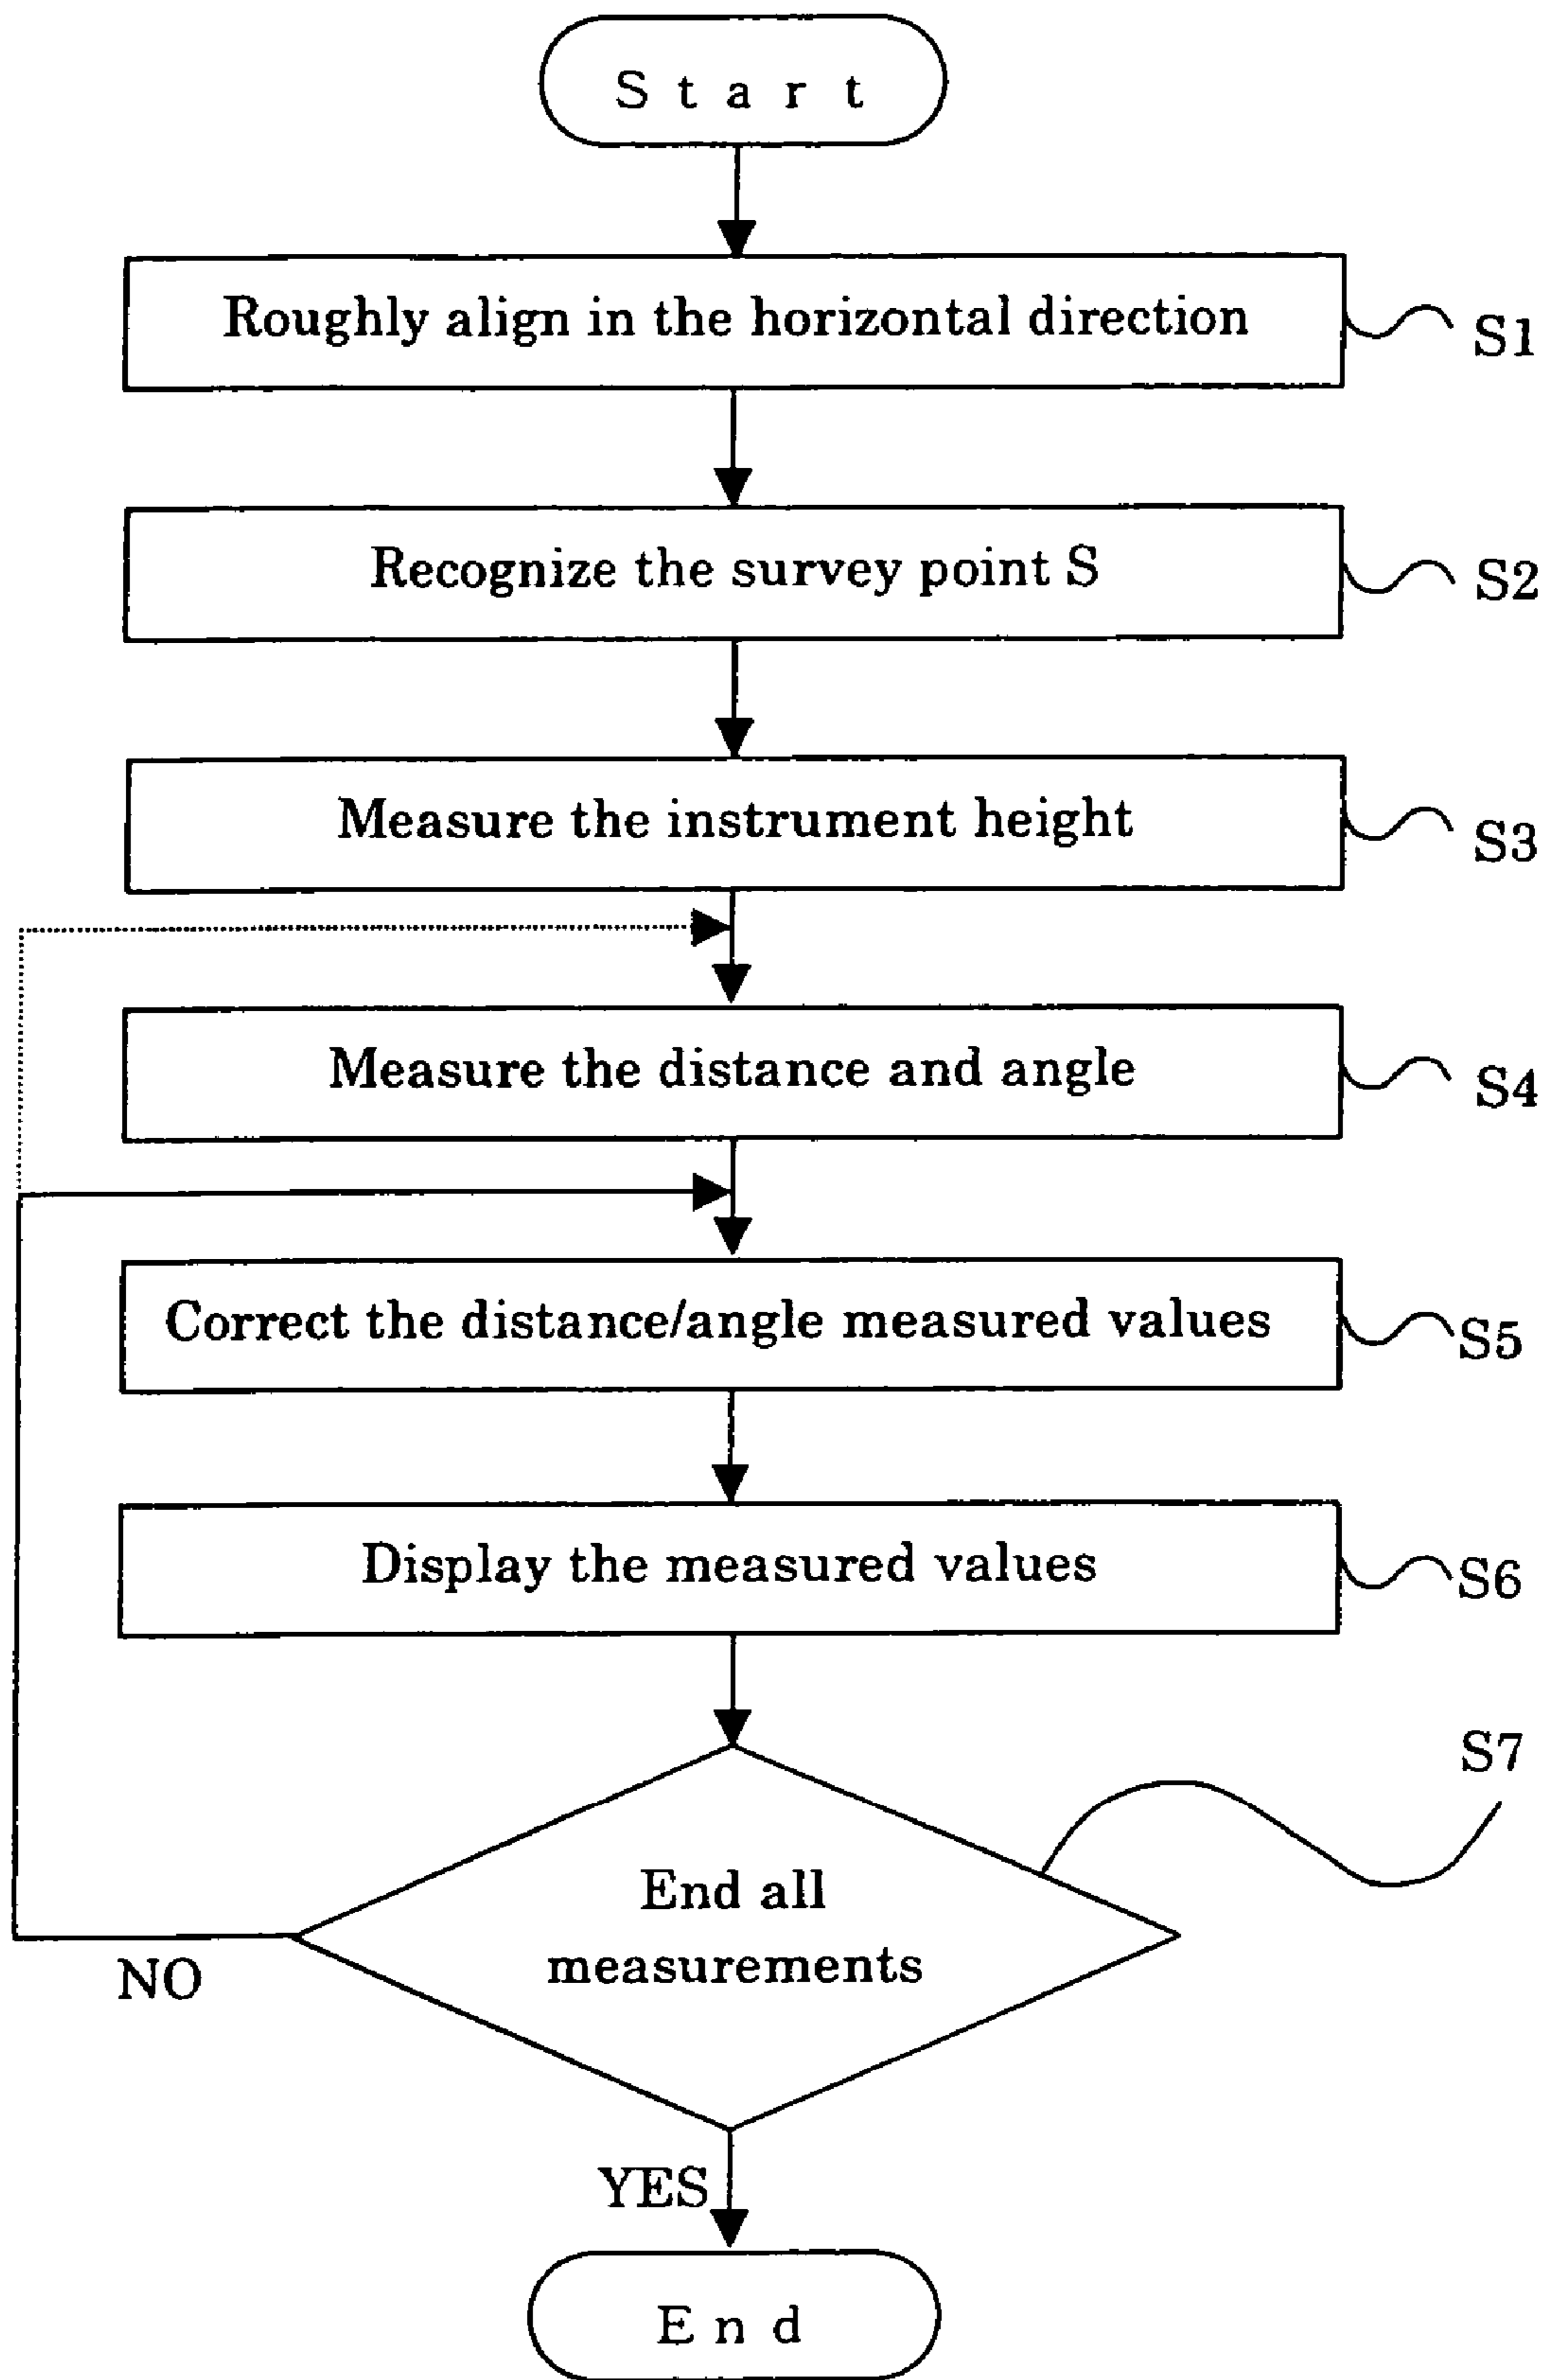 Start
Roughly align in the horizontal direction
S1
Recognize the survey point S
S2
Measure the instrument height
S3
Measure the distance and angle
S4
Correct the distance/angle measured values
S5
Display the measured values
S6
S7
End all
measurements
NO
YES
End